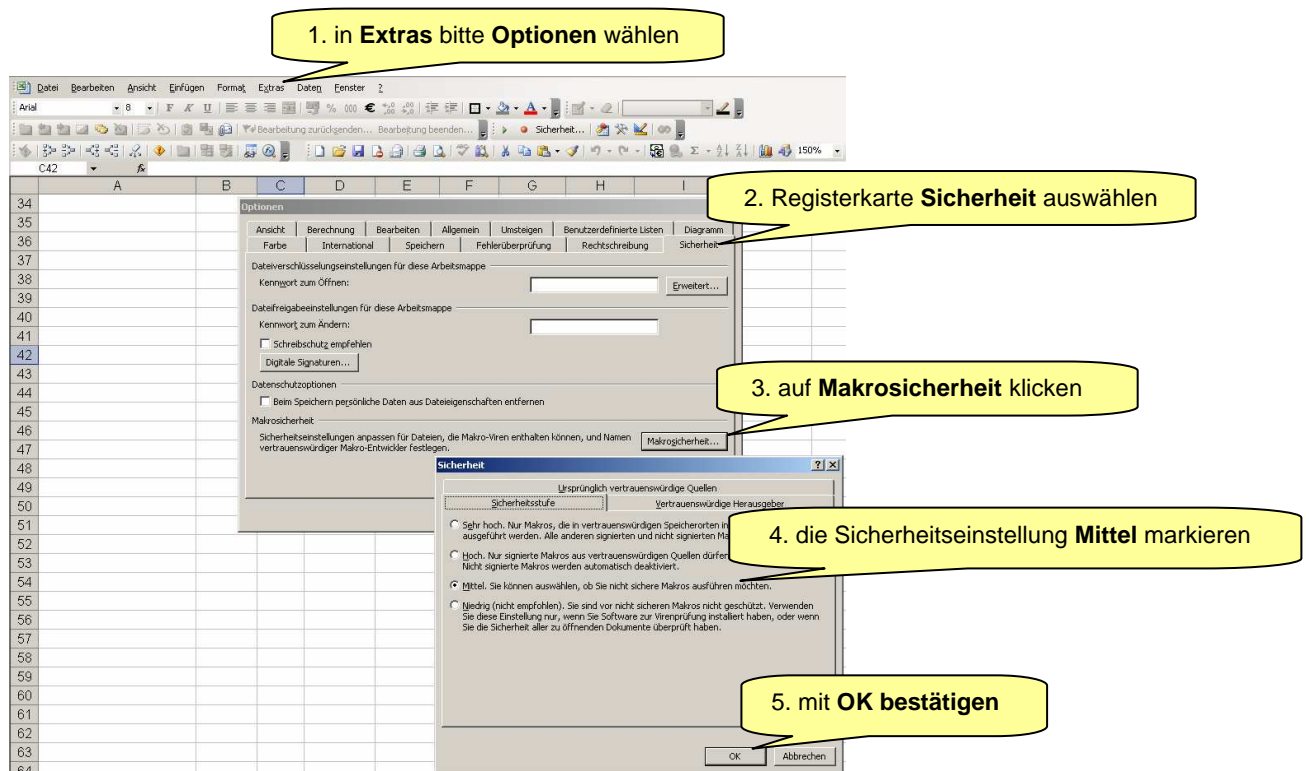 1. in Extras bitte Optionen wählen
Datei Bearbeiten Ansicht Einfügen Format Extras Daten Fenster ?
Arial 8 F K U % 000 €
Bearbeitung zurücksenden... Bearbeitung beenden... Sicherheit...
150%
C42 fx
A B C D E F G H I
2. Registerkarte Sicherheit auswählen
34
35
36
37
38
39
40
41
42
43
44
45
46
47
48
49
50
51
52
53
54
55
56
57
58
59
60
61
62
63
64
Optionen
Ansicht Berechnung Bearbeiten Allgemein Umsteigen Benutzerdefinierte Listen Diagramm
Farbe International Speichern Fehlerüberprüfung Rechtschreibung Sicherheit
Dateiverschlüsselungseinstellungen für diese Arbeitsmappe
Kennwort zum Öffnen: Erweitert...
Dateifreigabeeinstellungen für diese Arbeitsmappe
Kennwort zum Ändern:
Schreibschutz empfehlen
Digitale Signaturen...
Datenschutzoptionen
Beim Speichern persönliche Daten aus Dateieigenschaften entfernen
3. auf Makrosicherheit klicken
Makrosicherheit
Sicherheitseinstellungen anpassen für Dateien, die Makro-Viren enthalten können, und Namen
vertrauenswürdiger Makro-Entwickler festlegen.
Makrosicherheit...
Sicherheit
Ursprünglich vertrauenswürdige Quellen
Sicherheitsstufe Vertrauenswürdige Herausgeber
Sehr hoch. Nur Makros, die in vertrauenswürdigen Speicherorten in
ausgeführt werden. Alle anderen signierten und nicht signierten
Hoch. Nur signierte Makros aus vertrauenswürdigen Quellen dürfen
Nicht signierte Makros werden automatisch deaktiviert.
4. die Sicherheitseinstellung Mittel markieren
Mittel. Sie können auswählen, ob Sie nicht sichere Makros ausführen möchten.
Niedrig (nicht empfohlen). Sie sind vor nicht sicheren Makros nicht geschützt. Verwenden
Sie diese Einstellung nur, wenn Sie Software zur Virenprüfung installiert haben, oder wenn
Sie die Sicherheit aller zu öffnenden Dokumente überprüft haben.
5. mit OK bestätigen
OK Abbrechen